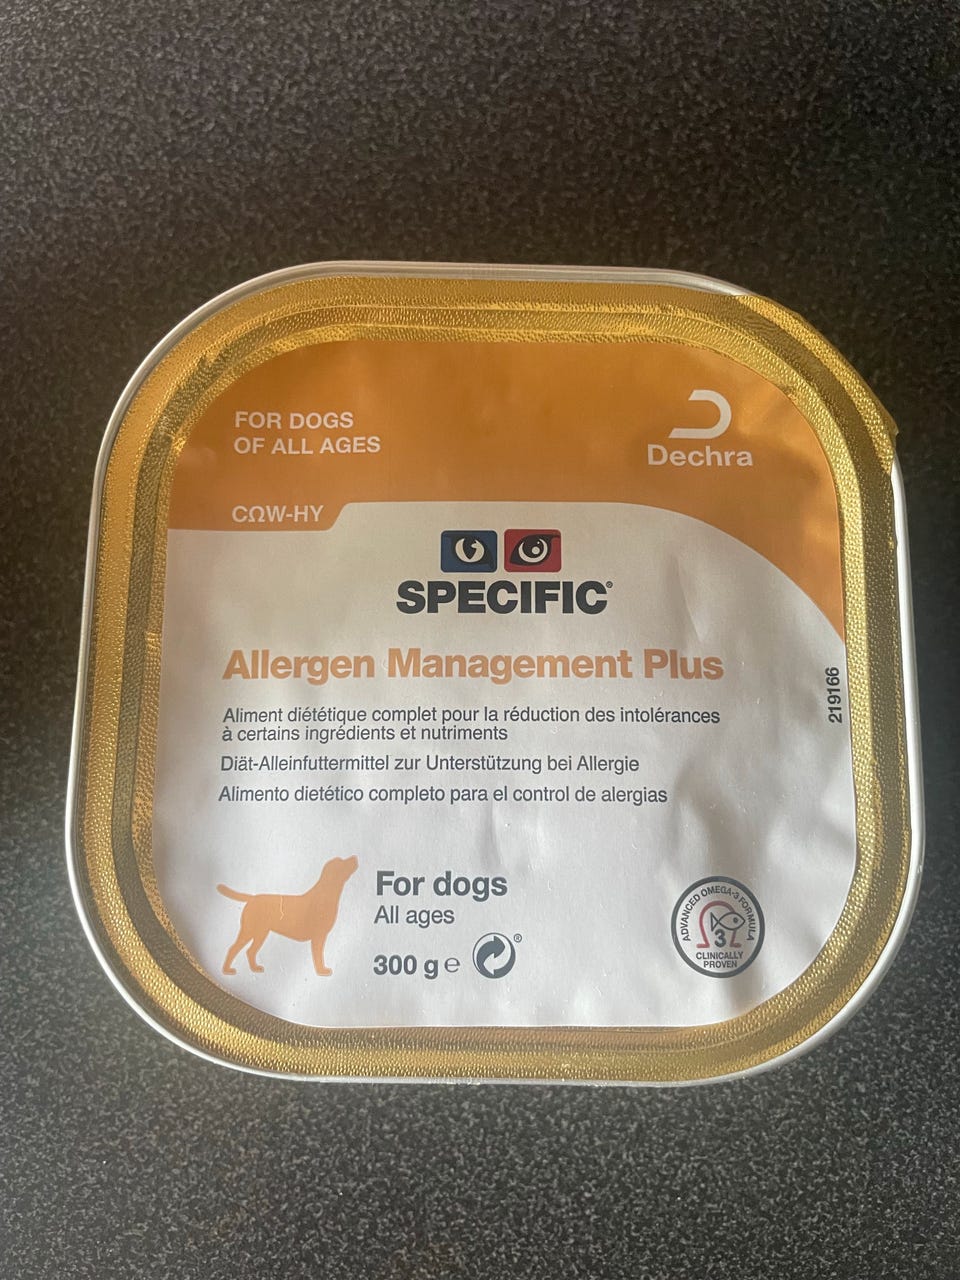 FOR DOGS
OF ALL AGES
Dechra
CΩW-HY
SPECIFIC®
Allergen Management Plus
Aliment diététique complet pour la réduction des intolérances
à certains ingrédients et nutriments
Diät-Alleinfuttermittel zur Unterstützung bei Allergie
Alimento dietético completo para el control de alergias
219166
For dogs
All ages
300 g ℮ ®
ADVANCED OMEGA-3 FORMULA
3
CLINICALLY
PROVEN